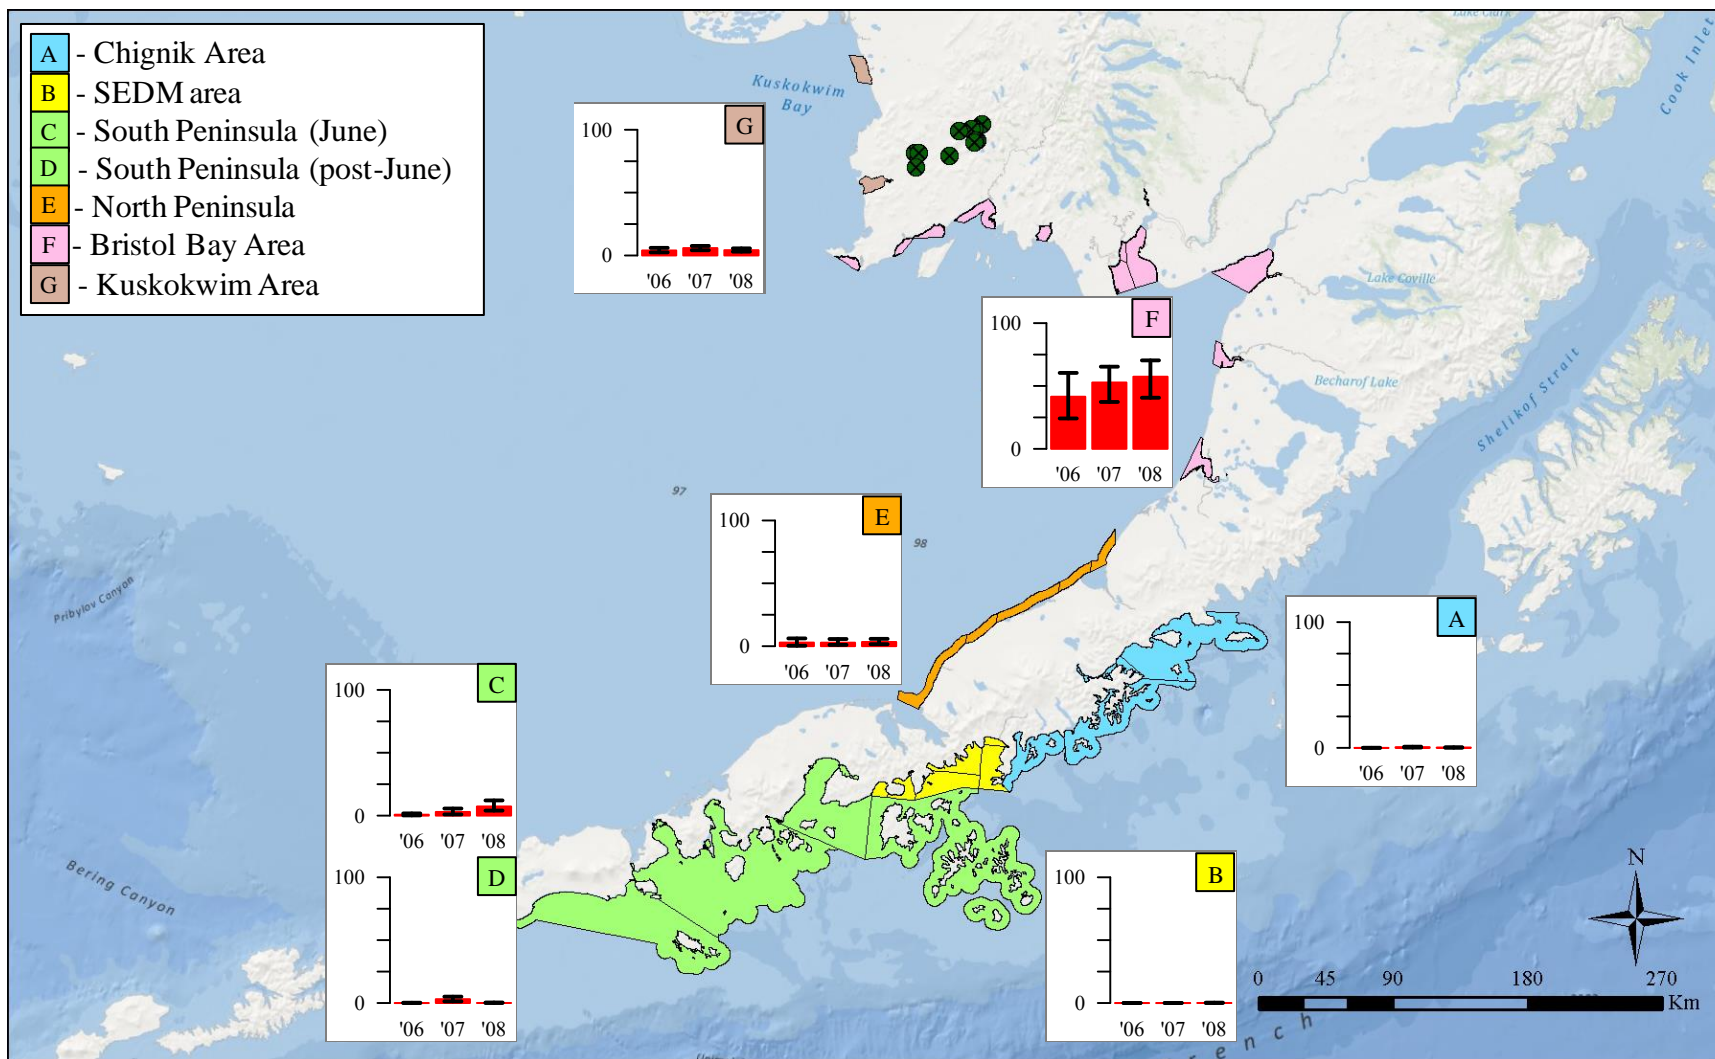 A - Chignik Area
B - SEDM area
C - South Peninsula (June)
D - South Peninsula (post-June)
E - North Peninsula
F - Bristol Bay Area
G - Kuskokwim Area
Kuskokwim
Bay
Lake Clark
Cook Inlet
G
100
0
'06 '07 '08
Lake Coville
F
100
0
'06 '07 '08
Becharof Lake
Shelikof Strait
97
98
E
100
0
'06 '07 '08
Pribylov Canyon
A
100
0
'06 '07 '08
C
100
0
'06 '07 '08
D
100
0
'06 '07 '08
Bering Canyon
B
100
0
'06 '07 '08
N
0 45 90 180 270
Km
rench